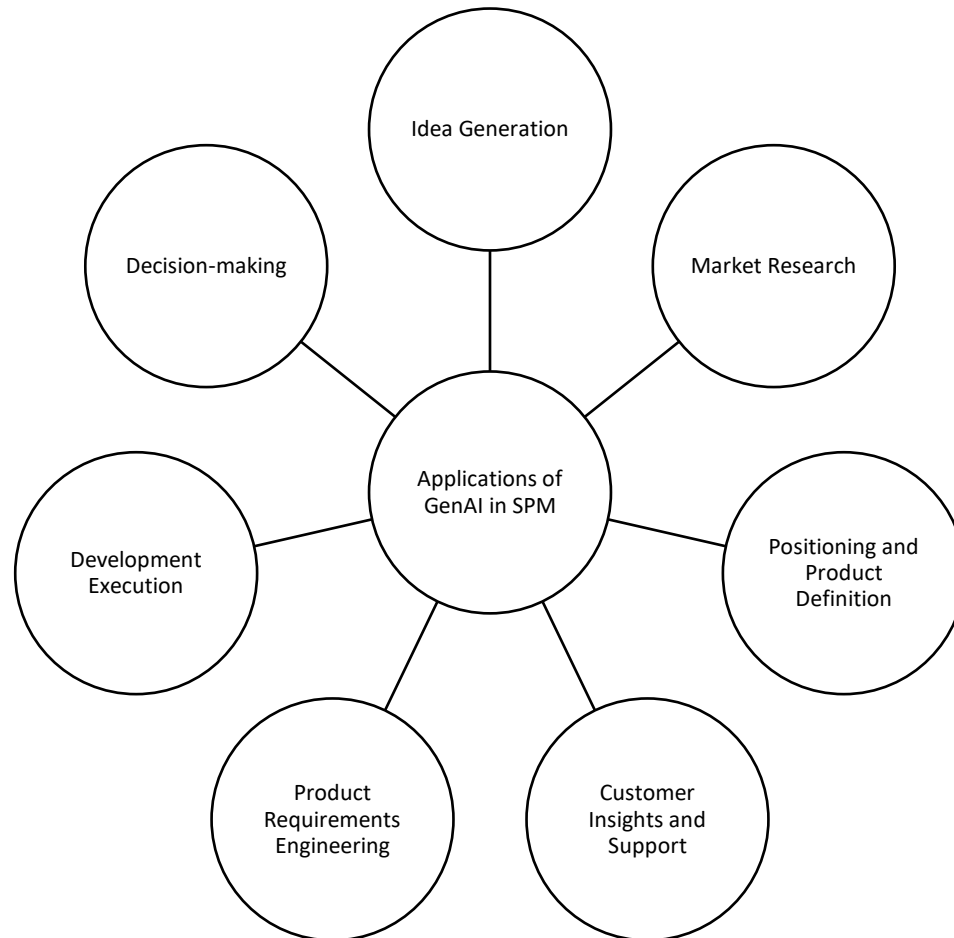 Idea Generation
Decision-making
Market Research
Applications of
GenAI in SPM
Development
Execution
Positioning and
Product
Definition
Product
Requirements
Engineering
Customer
Insights and
Support